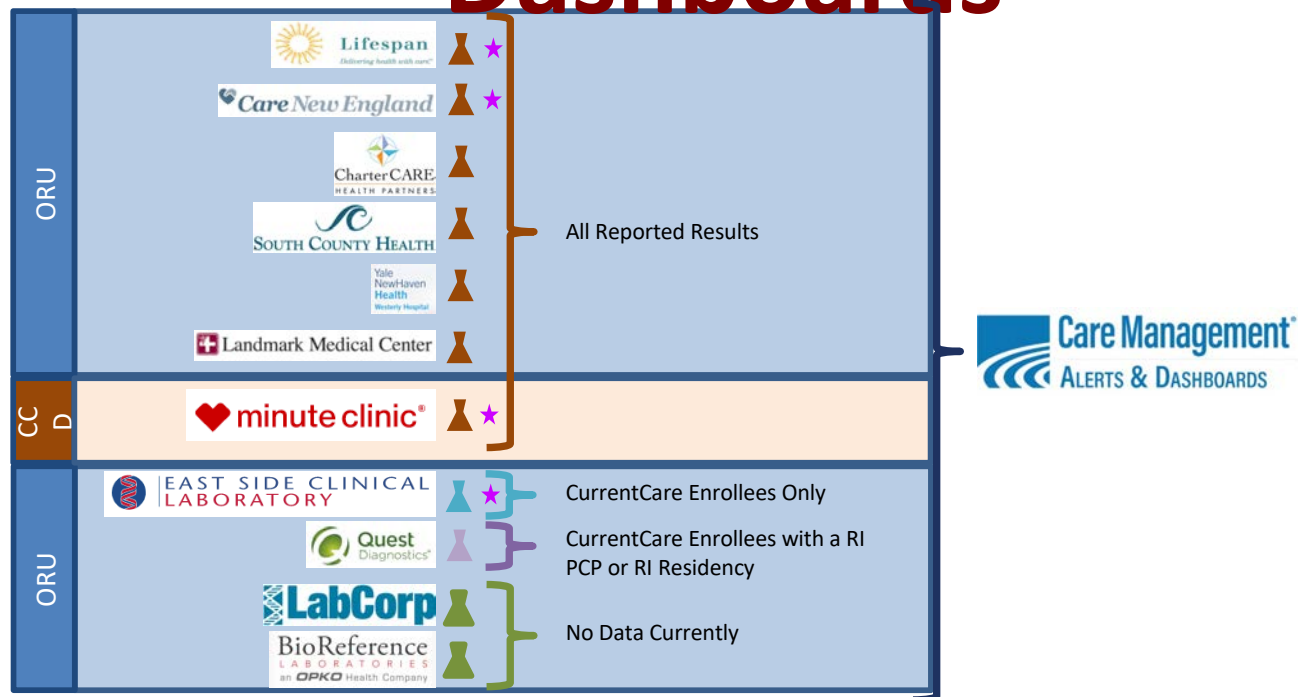 Dashboards
ORU
Lifespan
Delivering health with care.®
Care New England
CharterCARE
HEALTH PARTNERS
SOUTH COUNTY HEALTH
Yale
NewHaven
Health
Westerly Hospital
Landmark Medical Center
All Reported Results
CC
D
minute clinic®
ORU
EAST SIDE CLINICAL
LABORATORY
CurrentCare Enrollees Only
Quest
Diagnostics®
CurrentCare Enrollees with a RI
PCP or RI Residency
LabCorp
BioReference
LABORATORIES
an OPKO Health Company
No Data Currently
Care Management®
ALERTS & DASHBOARDS